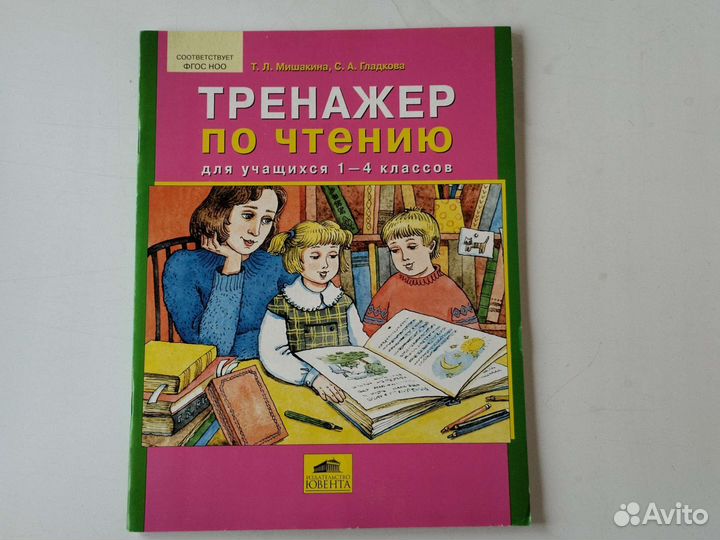 СООТВЕТСТВУЕТ
ФГОС НОО
Т. Л. Мишакина, С. А. Гладкова
ТРЕНАЖЕР
ПО ЧТЕНИЮ
для учащихся 1—4 классов
ИЗДАТЕЛЬСТВО
ЮВЕНТА
Avito